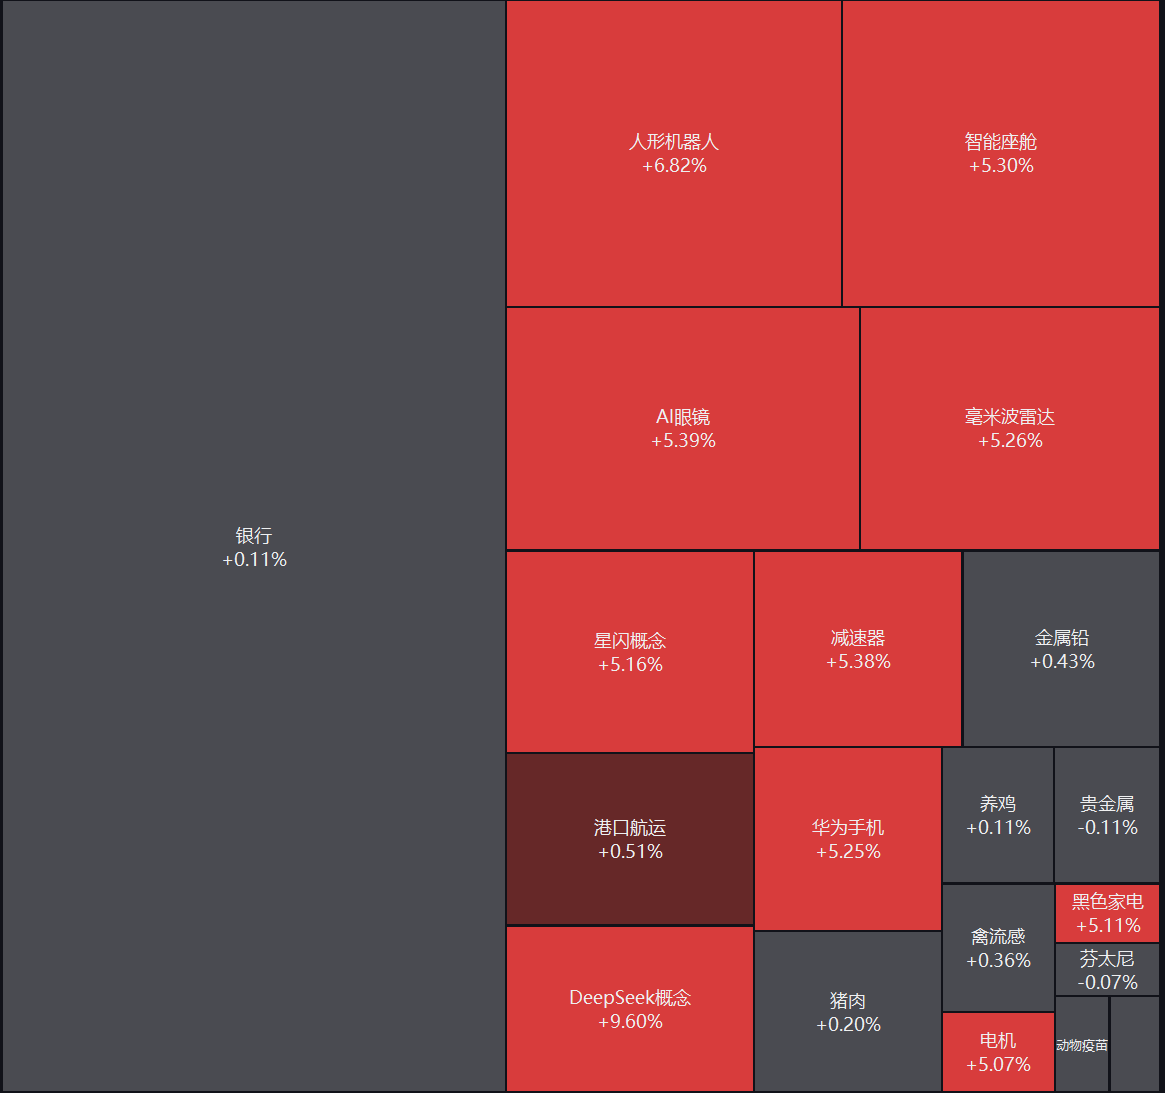 人形机器人
+6.82%
智能座舱
+5.30%
AI眼镜
+5.39%
毫米波雷达
+5.26%
银行
+0.11%
星闪概念
+5.16%
减速器
+5.38%
金属铅
+0.43%
港口航运
+0.51%
华为手机
+5.25%
养鸡
+0.11%
贵金属
-0.11%
黑色家电
+5.11%
禽流感
+0.36%
芬太尼
-0.07%
DeepSeek概念
+9.60%
猪肉
+0.20%
电机
+5.07%
动物疫苗